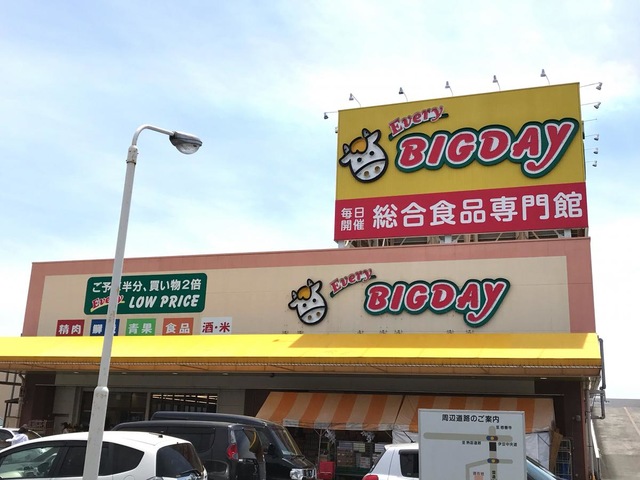 Every
BIGDAY
毎日
開催
総合食品専門館
ご予算半分、買い物2倍
Every LOW PRICE
Every
BIGDAY
精肉
鮮魚
青果
食品
酒・米
周辺道路のご案内